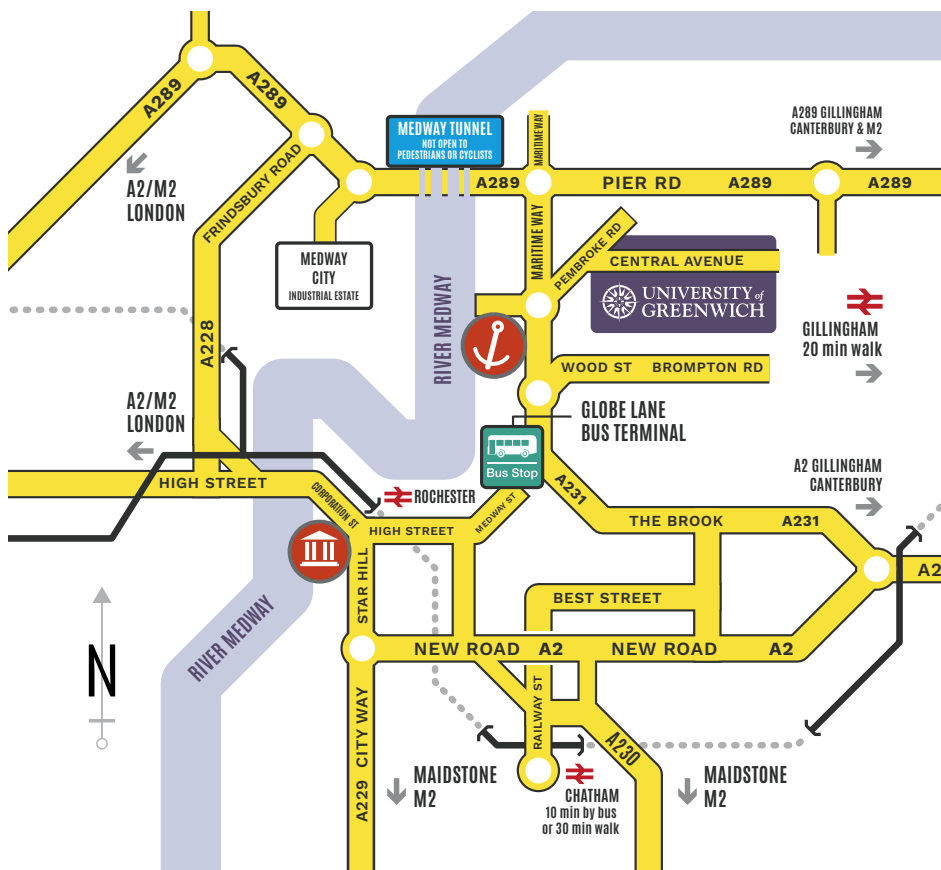 A289
A289
MEDWAY TUNNEL
NOT OPEN TO
PEDESTRIANS OR CYCLISTS
MARITIME WAY
A289 GILLINGHAM
CANTERBURY & M2
A2/M2
LONDON
FRINDSBURY ROAD
A289
PIER RD
A289
A289
MEDWAY
CITY
INDUSTRIAL ESTATE
MARITIME WAY
PEMBROKE RD
CENTRAL AVENUE
UNIVERSITY of
GREENWICH
RIVER MEDWAY
A228
GILLINGHAM
20 min walk
WOOD ST
BROMPTON RD
A2/M2
LONDON
GLOBE LANE
BUS TERMINAL
Bus Stop
A2 GILLINGHAM
CANTERBURY
HIGH STREET
CORPORATION ST
ROCHESTER
MEDWAY ST
A231
HIGH STREET
THE BROOK
A231
STAR HILL
A2
BEST STREET
RIVER MEDWAY
NEW ROAD
A2
NEW ROAD
A2
N
CITY WAY
A229
RAILWAY ST
A230
MAIDSTONE
M2
CHATHAM
10 min by bus
or 30 min walk
MAIDSTONE
M2